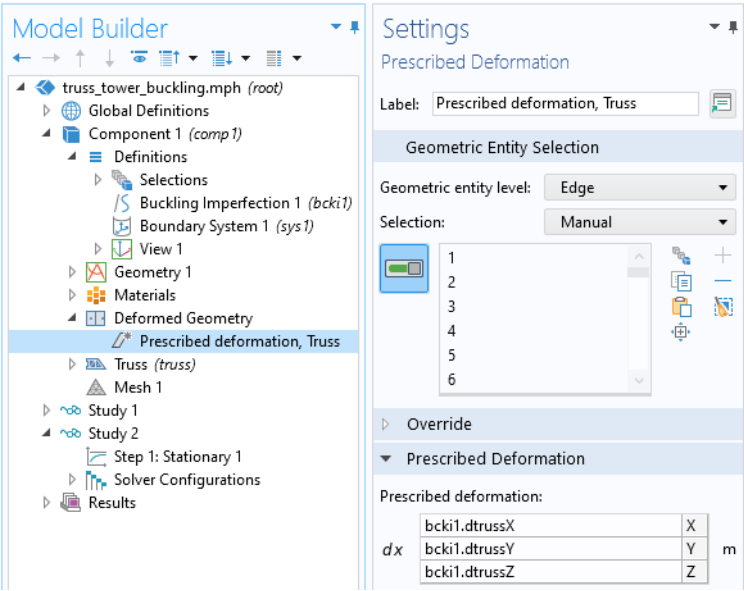 Model Builder
truss_tower_buckling.mph (root)
Global Definitions
Component 1 (comp1)
Definitions
Selections
Buckling Imperfection 1 (bcki1)
Boundary System 1 (sys1)
View 1
Geometry 1
Materials
Deformed Geometry
Prescribed deformation, Truss
Truss (truss)
Mesh 1
Study 1
Study 2
Step 1: Stationary 1
Solver Configurations
Results
Settings
Prescribed Deformation
Label: Prescribed deformation, Truss
Geometric Entity Selection
Geometric entity level: Edge
Selection: Manual
1
2
3
4
5
6
Override
Prescribed Deformation
Prescribed deformation:
bcki1.dtrussX X
dx bcki1.dtrussY Y m
bcki1.dtrussZ Z